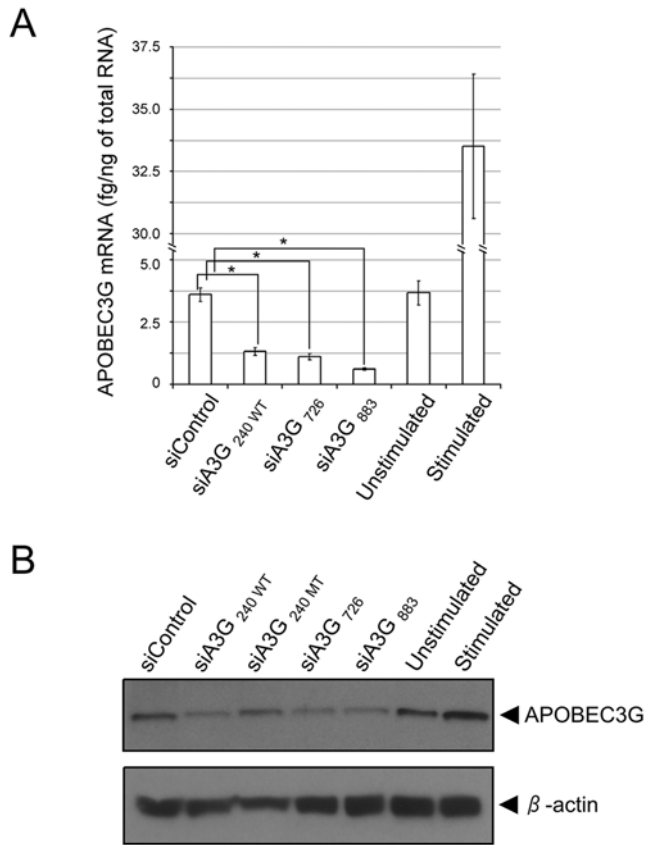 A
APOBEC3G mRNA (fg/ng of total RNA)
37.5
35.0
32.5
30.0
5.0
2.5
0
*
*
*
siControl
siA3G 240 WT
siA3G 726
siA3G 883
Unstimulated
Stimulated
B
siControl
siA3G 240 WT
siA3G 240 MT
siA3G 726
siA3G 883
Unstimulated
Stimulated
APOBEC3G
β-actin